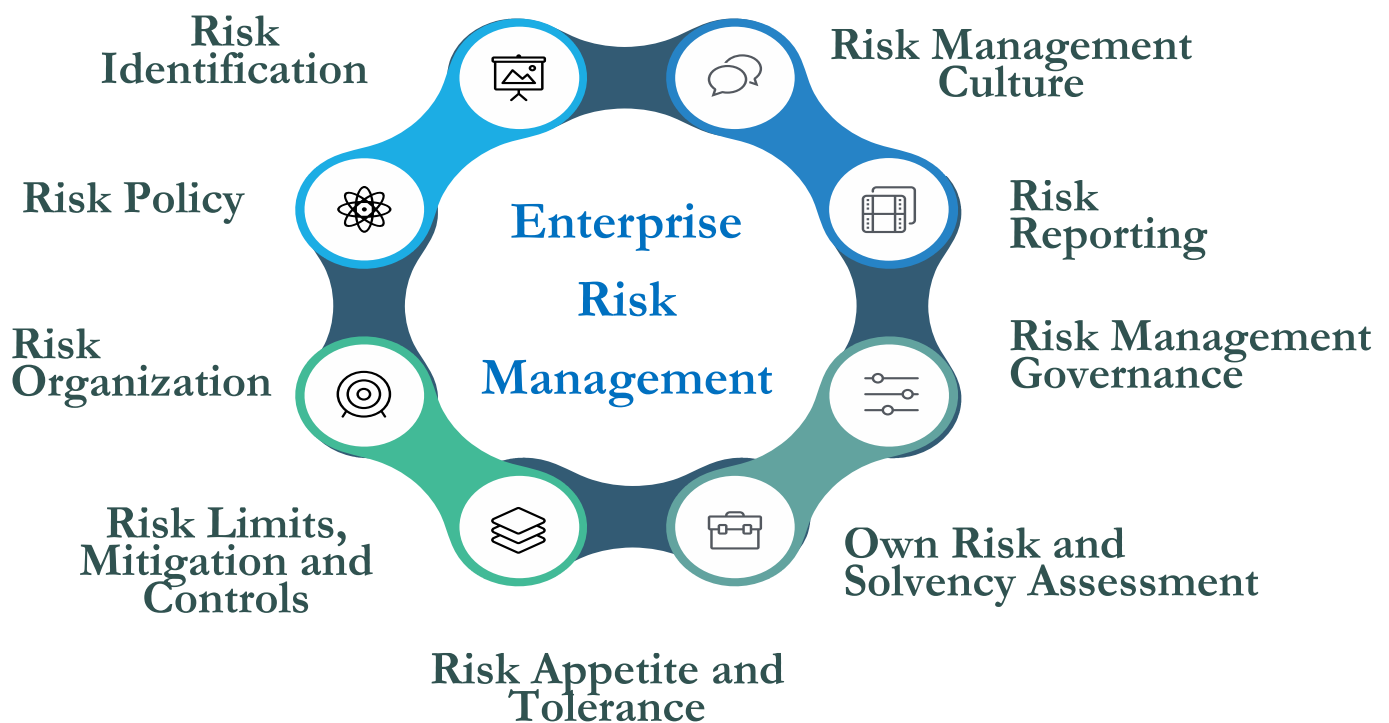 Risk
Identification
Risk Management
Culture
Risk Policy
Risk
Reporting
Enterprise
Risk
Management
Risk
Organization
Risk Management
Governance
Risk Limits,
Mitigation and
Controls
Own Risk and
Solvency Assessment
Risk Appetite and
Tolerance